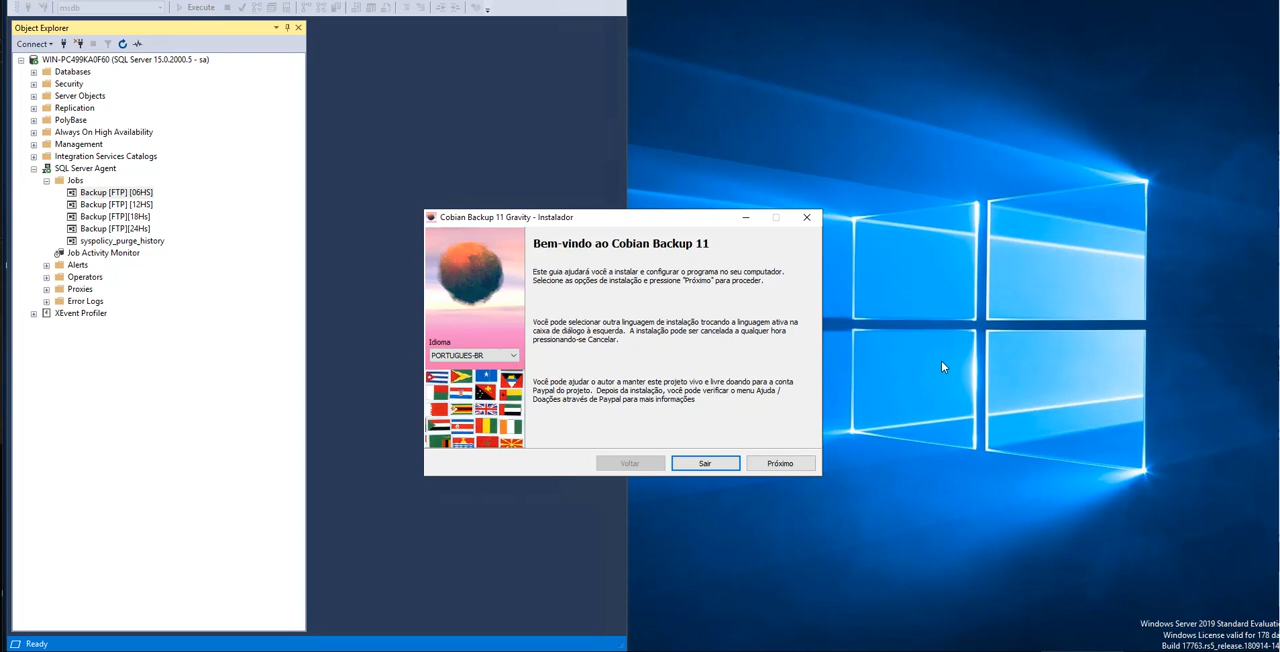 msdb
Execute
Object Explorer
Connect
WIN-PC499KA0F60 (SQL Server 15.0.2000.5 - sa)
Databases
Security
Server Objects
Replication
PolyBase
Always On High Availability
Management
Integration Services Catalogs
SQL Server Agent
Jobs
Backup [FTP] [06HS]
Backup [FTP] [12HS]
Backup [FTP][18Hs]
Backup [FTP][24Hs]
syspolicy_purge_history
Job Activity Monitor
Alerts
Operators
Proxies
Error Logs
XEvent Profiler
Ready
Cobian Backup 11 Gravity - Instalador
Bem-vindo ao Cobian Backup 11
Este guia ajudará você a instalar e configurar o programa no seu computador.
Selecione as opções de instalação e pressione "Próximo" para proceder.
Você pode selecionar outra linguagem de instalação trocando a linguagem ativa na
caixa de diálogo à esquerda. A instalação pode ser cancelada a qualquer hora
pressionando-se Cancelar.
Idioma
PORTUGUES-BR
Você pode ajudar o autor a manter este projeto vivo e livre doando para a conta
Paypal do projeto. Depois da instalação, você pode verificar o menu Ajuda /
Doações através de Paypal para mais informações
Voltar
Sair
Próximo
Windows Server 2019 Standard Evaluati
Windows License valid for 178 da
Build 17763.rs5_release.180914-14